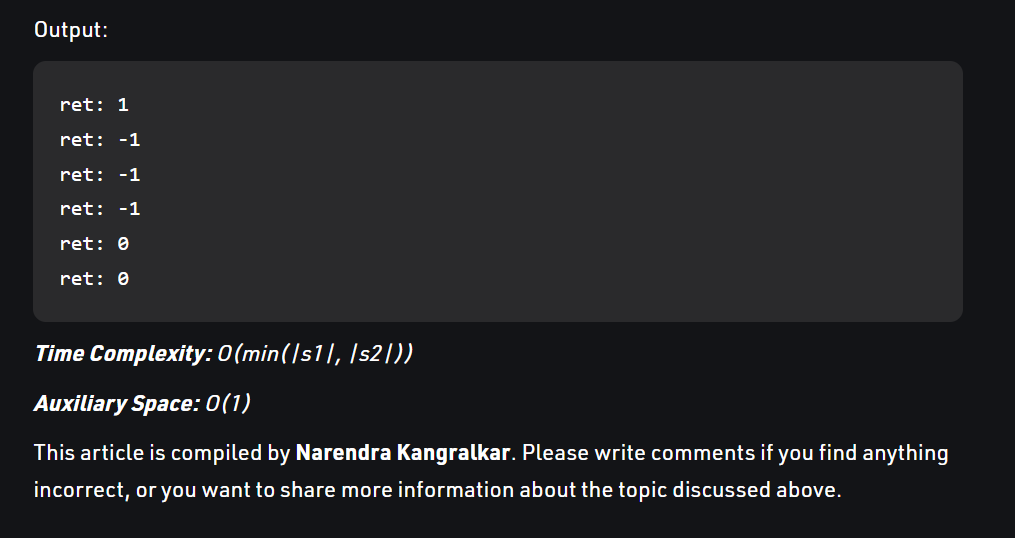 Output:
ret: 1
ret: -1
ret: -1
ret: -1
ret: 0
ret: 0
Time Complexity: O(min(|s1|, |s2|))
Auxiliary Space: O(1)
This article is compiled by Narendra Kangralkar. Please write comments if you find anything
incorrect, or you want to share more information about the topic discussed above.